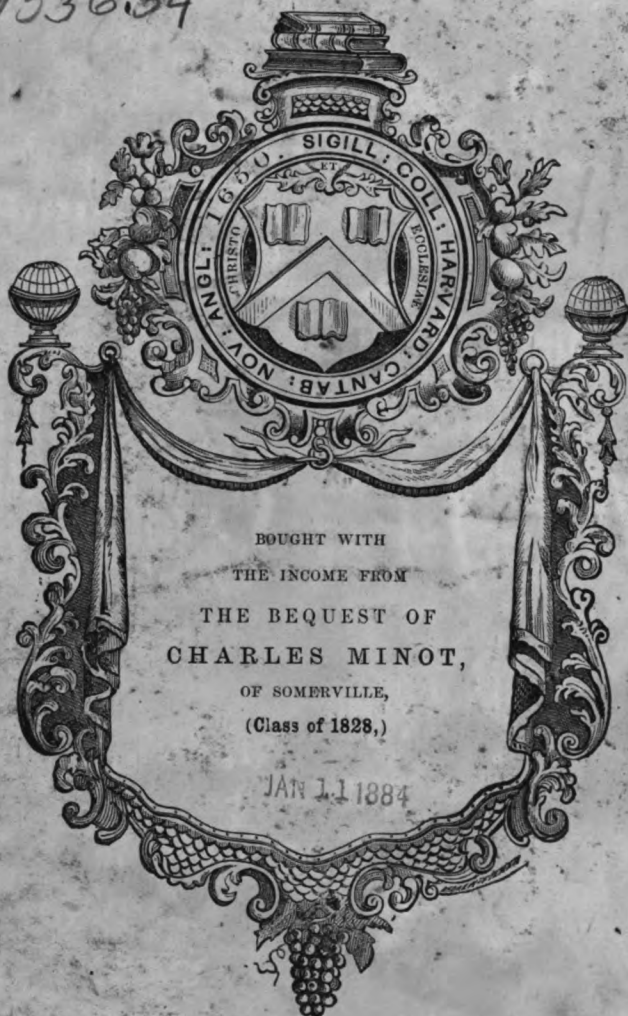 SIGILL: COLL: HARVARD: CANTAB: NOV: ANGL: 1650.
ET
CHRISTO
ECCLESIAE
BOUGHT WITH
THE INCOME FROM
THE BEQUEST OF
CHARLES MINOT,
OF SOMERVILLE,
(Class of 1828,)
JAN 11 1884